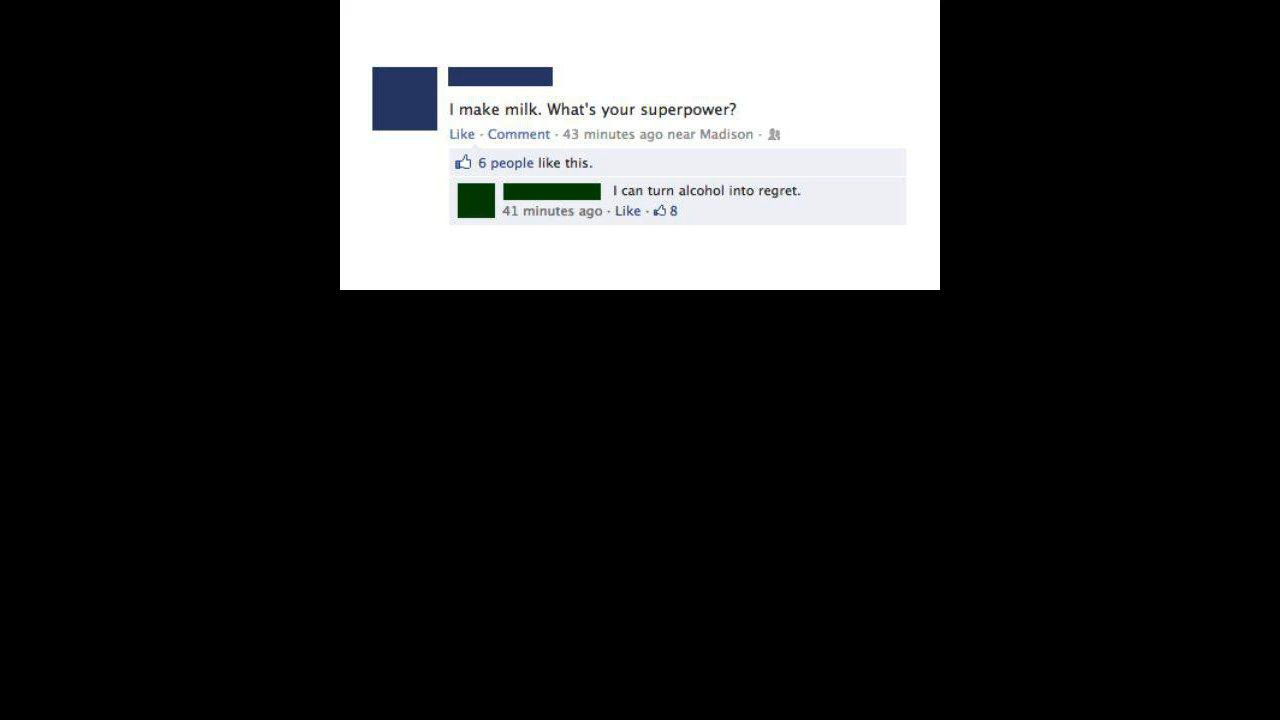 I make milk. What's your superpower?
Like · Comment · 43 minutes ago near Madison ·
6 people like this.
I can turn alcohol into regret.
41 minutes ago · Like · 8